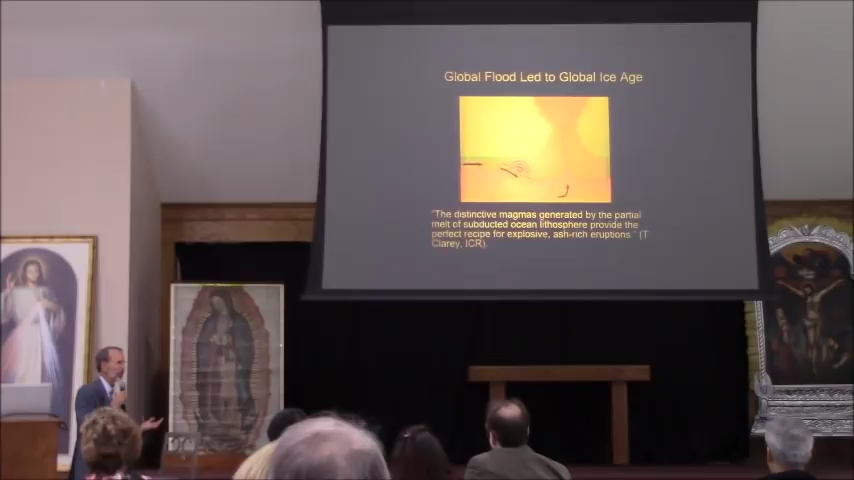 Global Flood Led to Global Ice Age
"The distinctive magmas generated by the partial
melt of subducted ocean lithosphere provide the
perfect recipe for explosive, ash-rich eruptions." (T
Clarey, ICR).